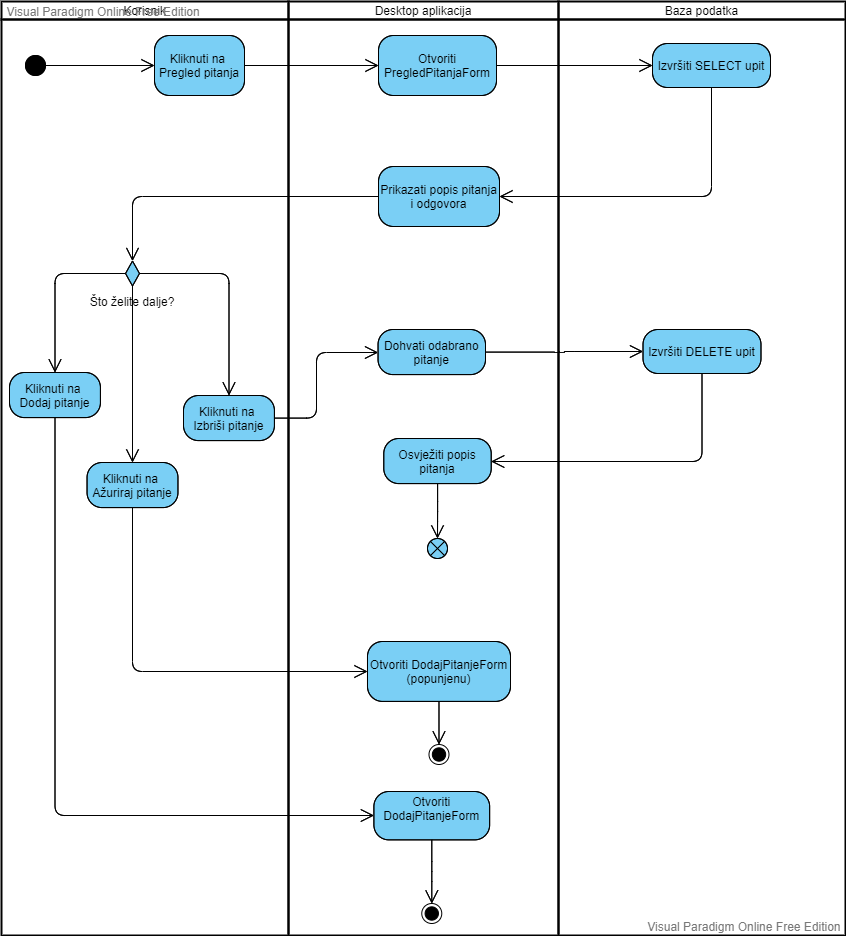 Visual Paradigm Online Free Edition
Korisnik
Desktop aplikacija
Baza podatka
Kliknuti na
Pregled pitanja
Otvoriti
PregledPitanjaForm
Izvršiti SELECT upit
Prikazati popis pitanja
i odgovora
Što želite dalje?
Dohvati odabrano
pitanje
Izvršiti DELETE upit
Kliknuti na
Dodaj pitanje
Kliknuti na
Izbriši pitanje
Osvježiti popis
pitanja
Kliknuti na
Ažuriraj pitanje
Otvoriti DodajPitanjeForm
(popunjenu)
Otvoriti
DodajPitanjeForm
Visual Paradigm Online Free Edition